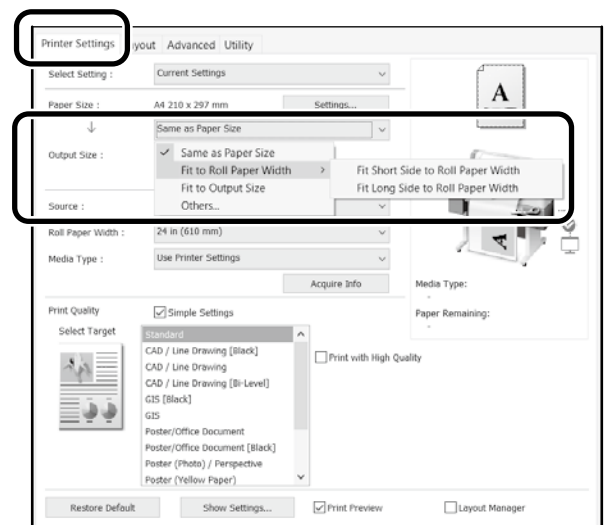 Printer Settings yout Advanced Utility
Select Setting : Current Settings
Paper Size : A4 210 x 297 mm Settings...
Same as Paper Size
Output Size :
Same as Paper Size
Fit to Roll Paper Width
Fit Short Side to Roll Paper Width
Fit to Output Size
Fit Long Side to Roll Paper Width
Others...
Source :
Roll Paper Width : 24 in (610 mm)
Media Type : Use Printer Settings
Acquire Info
A
A
Media Type:
-
Paper Remaining:
-
Print Quality Simple Settings
Select Target
Standard
CAD / Line Drawing [Black]
CAD / Line Drawing
CAD / Line Drawing [Bi-Level]
GIS [Black]
GIS
Poster/Office Document
Poster/Office Document [Black]
Poster (Photo) / Perspective
Poster (Yellow Paper)
Print with High Quality
Restore Default Show Settings... Print Preview Layout Manager